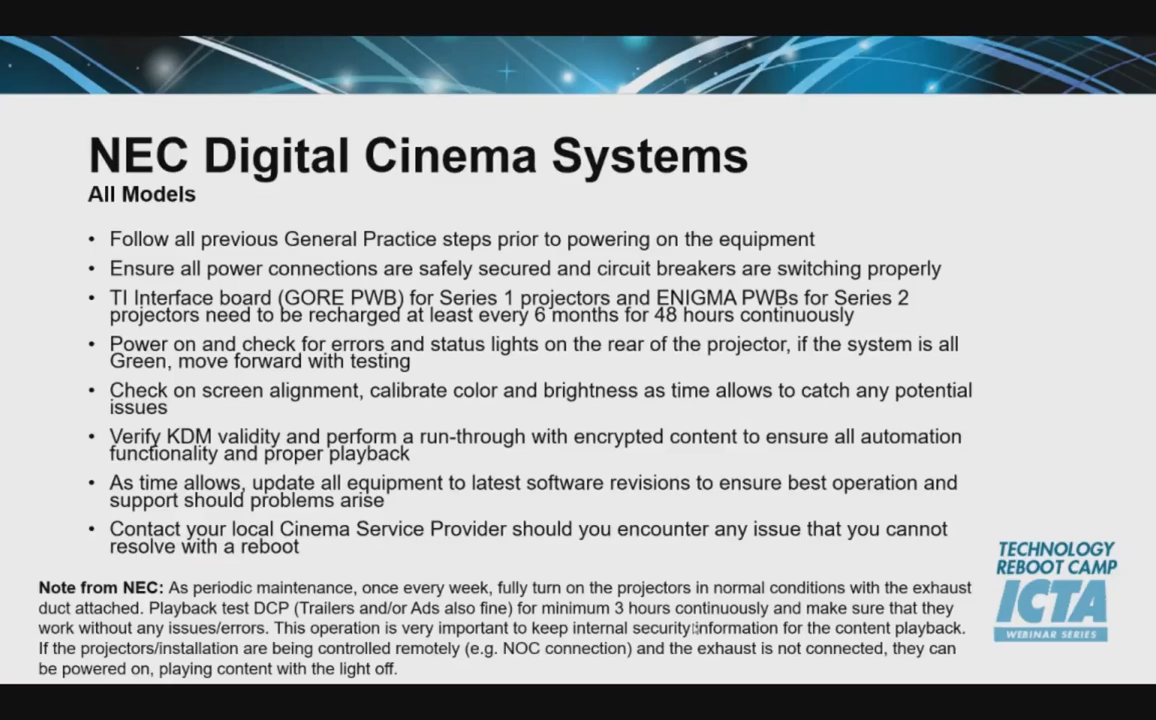 NEC Digital Cinema Systems
All Models
• Follow all previous General Practice steps prior to powering on the equipment
• Ensure all power connections are safely secured and circuit breakers are switching properly
• TI Interface board (GORE PWB) for Series 1 projectors and ENIGMA PWBs for Series 2
projectors need to be recharged at least every 6 months for 48 hours continuously
• Power on and check for errors and status lights on the rear of the projector, if the system is all
Green, move forward with testing
• Check on screen alignment, calibrate color and brightness as time allows to catch any potential
issues
• Verify KDM validity and perform a run-through with encrypted content to ensure all automation
functionality and proper playback
• As time allows, update all equipment to latest software revisions to ensure best operation and
support should problems arise
• Contact your local Cinema Service Provider should you encounter any issue that you cannot
resolve with a reboot
Note from NEC: As periodic maintenance, once every week, fully turn on the projectors in normal conditions with the exhaust
duct attached. Playback test DCP (Trailers and/or Ads also fine) for minimum 3 hours continuously and make sure that they
work without any issues/errors. This operation is very important to keep internal security information for the content playback.
If the projectors/installation are being controlled remotely (e.g. NOC connection) and the exhaust is not connected, they can
be powered on, playing content with the light off.
TECHNOLOGY
REBOOT CAMP
ICTA
WEBINAR SERIES